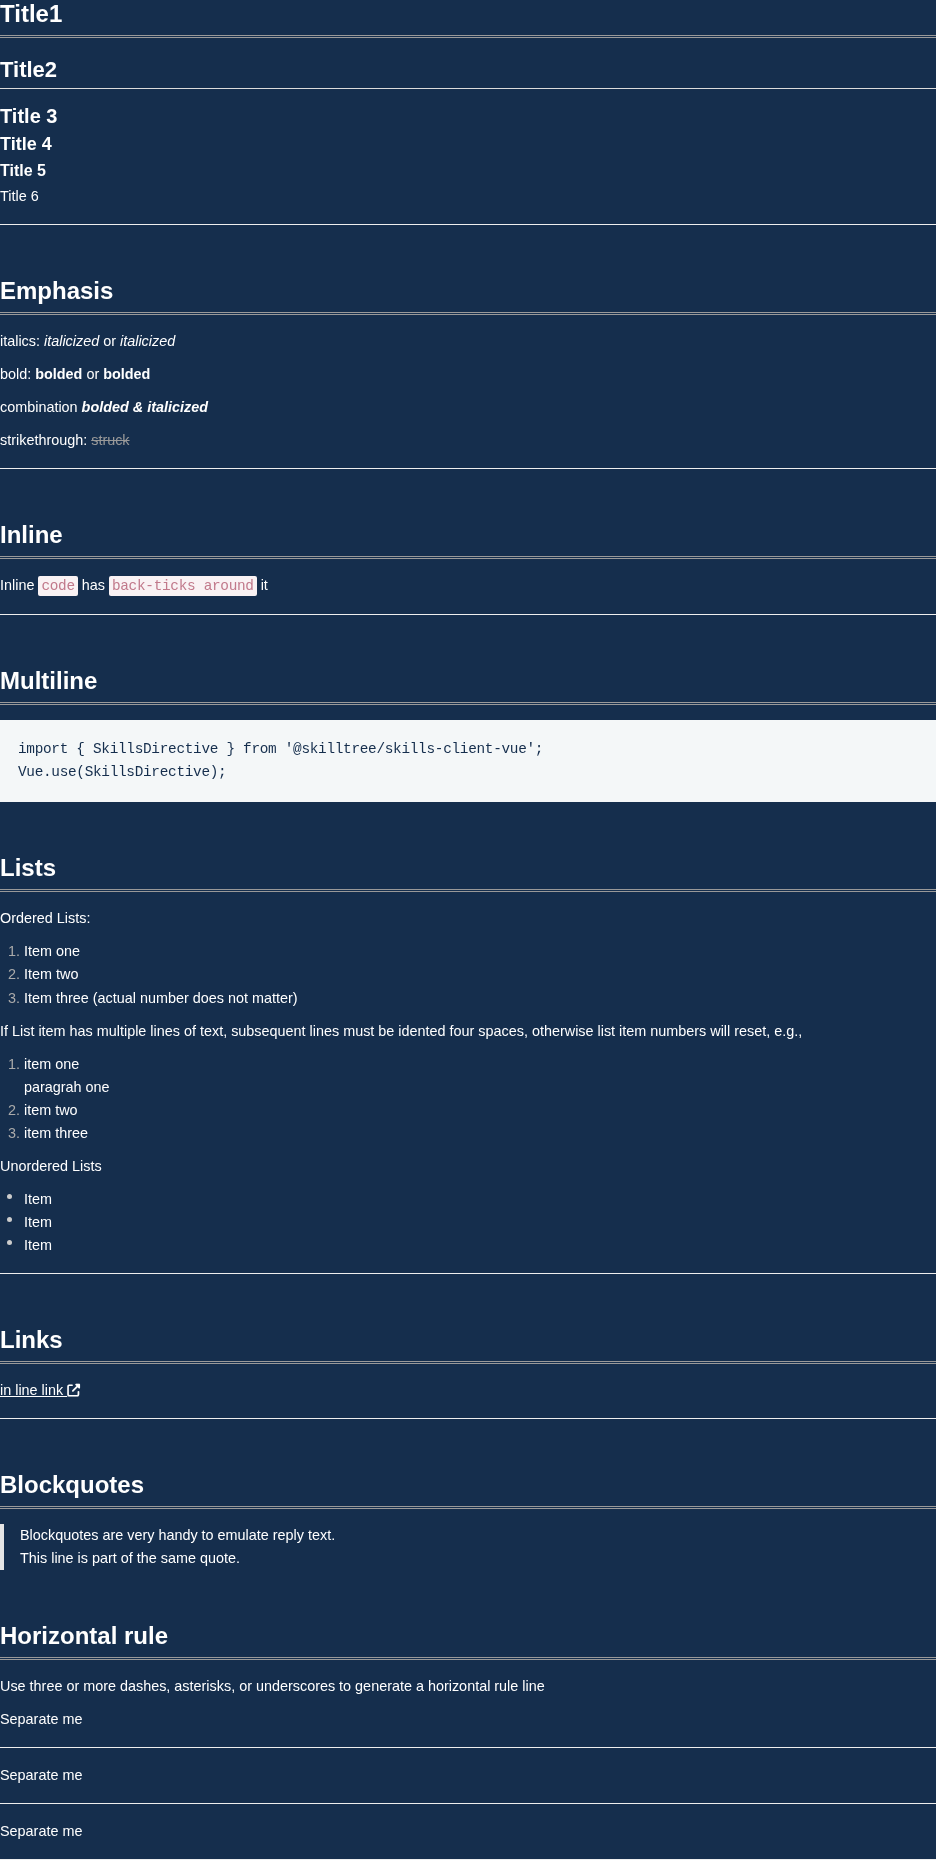 Title1
Title2
Title 3
Title 4
Title 5
Title 6
Emphasis
italics: italicized or italicized
bold: bolded or bolded
combination bolded & italicized
strikethrough: struck
Inline
Inline code has back-ticks around it
Multiline
import { SkillsDirective } from '@skilltree/skills-client-vue';
Vue.use(SkillsDirective);
Lists
Ordered Lists:
1. Item one
2. Item two
3. Item three (actual number does not matter)
If List item has multiple lines of text, subsequent lines must be idented four spaces, otherwise list item numbers will reset, e.g.,
1. item one
paragrah one
2. item two
3. item three
Unordered Lists
• Item
• Item
• Item
Links
in line link
Blockquotes
Blockquotes are very handy to emulate reply text.
This line is part of the same quote.
Horizontal rule
Use three or more dashes, asterisks, or underscores to generate a horizontal rule line
Separate me
Separate me
Separate me